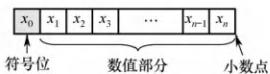 x₀ x₁ x₂ x₃ … xₙ₋₁ xₙ
符号位 数值部分 小数点